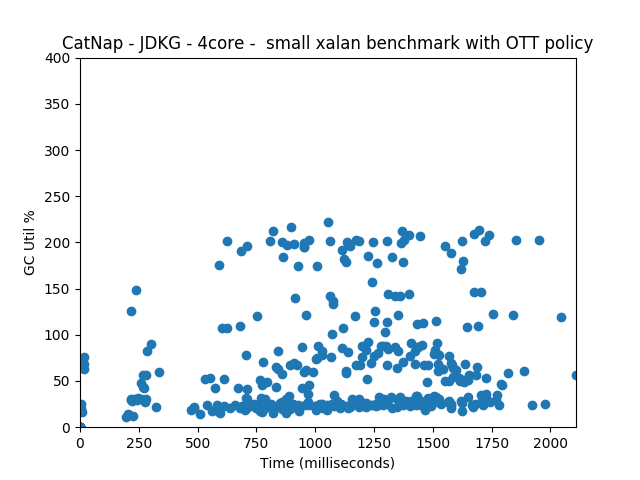 CatNap - JDKG - 4core -  small xalan benchmark with OTT policy
400
350
300
250
200
150
100
50
0
GC Util %
0 250 500 750 1000 1250 1500 1750 2000
Time (milliseconds)